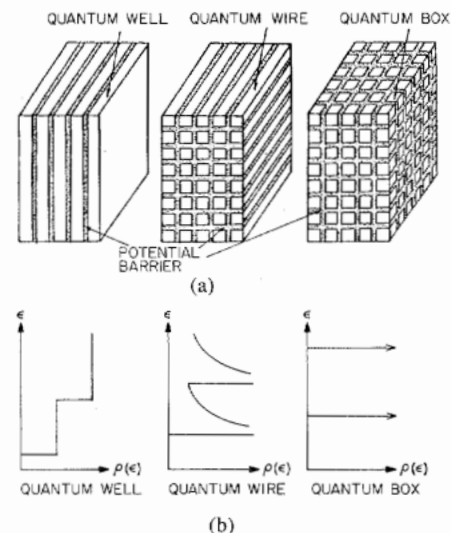 QUANTUM WELL
QUANTUM WIRE
QUANTUM BOX
POTENTIAL
BARRIER
(a)
ϵ
ϵ
ϵ
ρ(ϵ)
ρ(ϵ)
ρ(ϵ)
QUANTUM WELL
QUANTUM WIRE
QUANTUM BOX
(b)